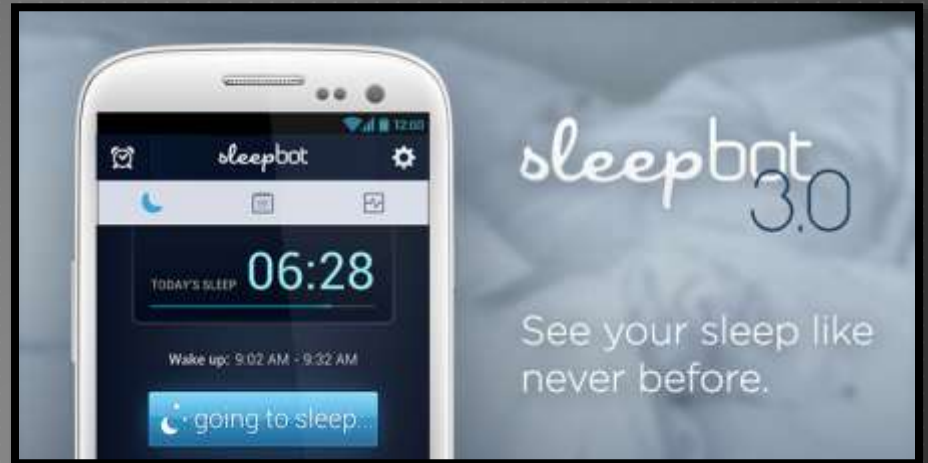 12:00
sleepbot
TODAY'S SLEEP 06:28
Wake up: 9:02 AM - 9:32 AM
going to sleep...
sleepbot
3.0
See your sleep like
never before.